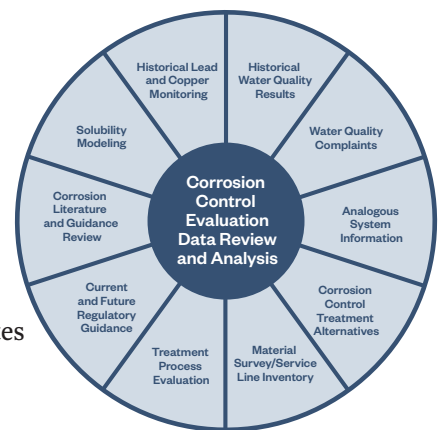 Historical Lead
and Copper
Monitoring
Historical
Water Quality
Results
Water Quality
Complaints
Analogous
System
Information
Corrosion
Control
Treatment
Alternatives
Material
Survey/Service
Line Inventory
Treatment
Process
Evaluation
Current
and Future
Regulatory
Guidance
Corrosion
Literature
and Guidance
Review
Solubility
Modeling
Corrosion
Control
Evaluation
Data Review
and Analysis